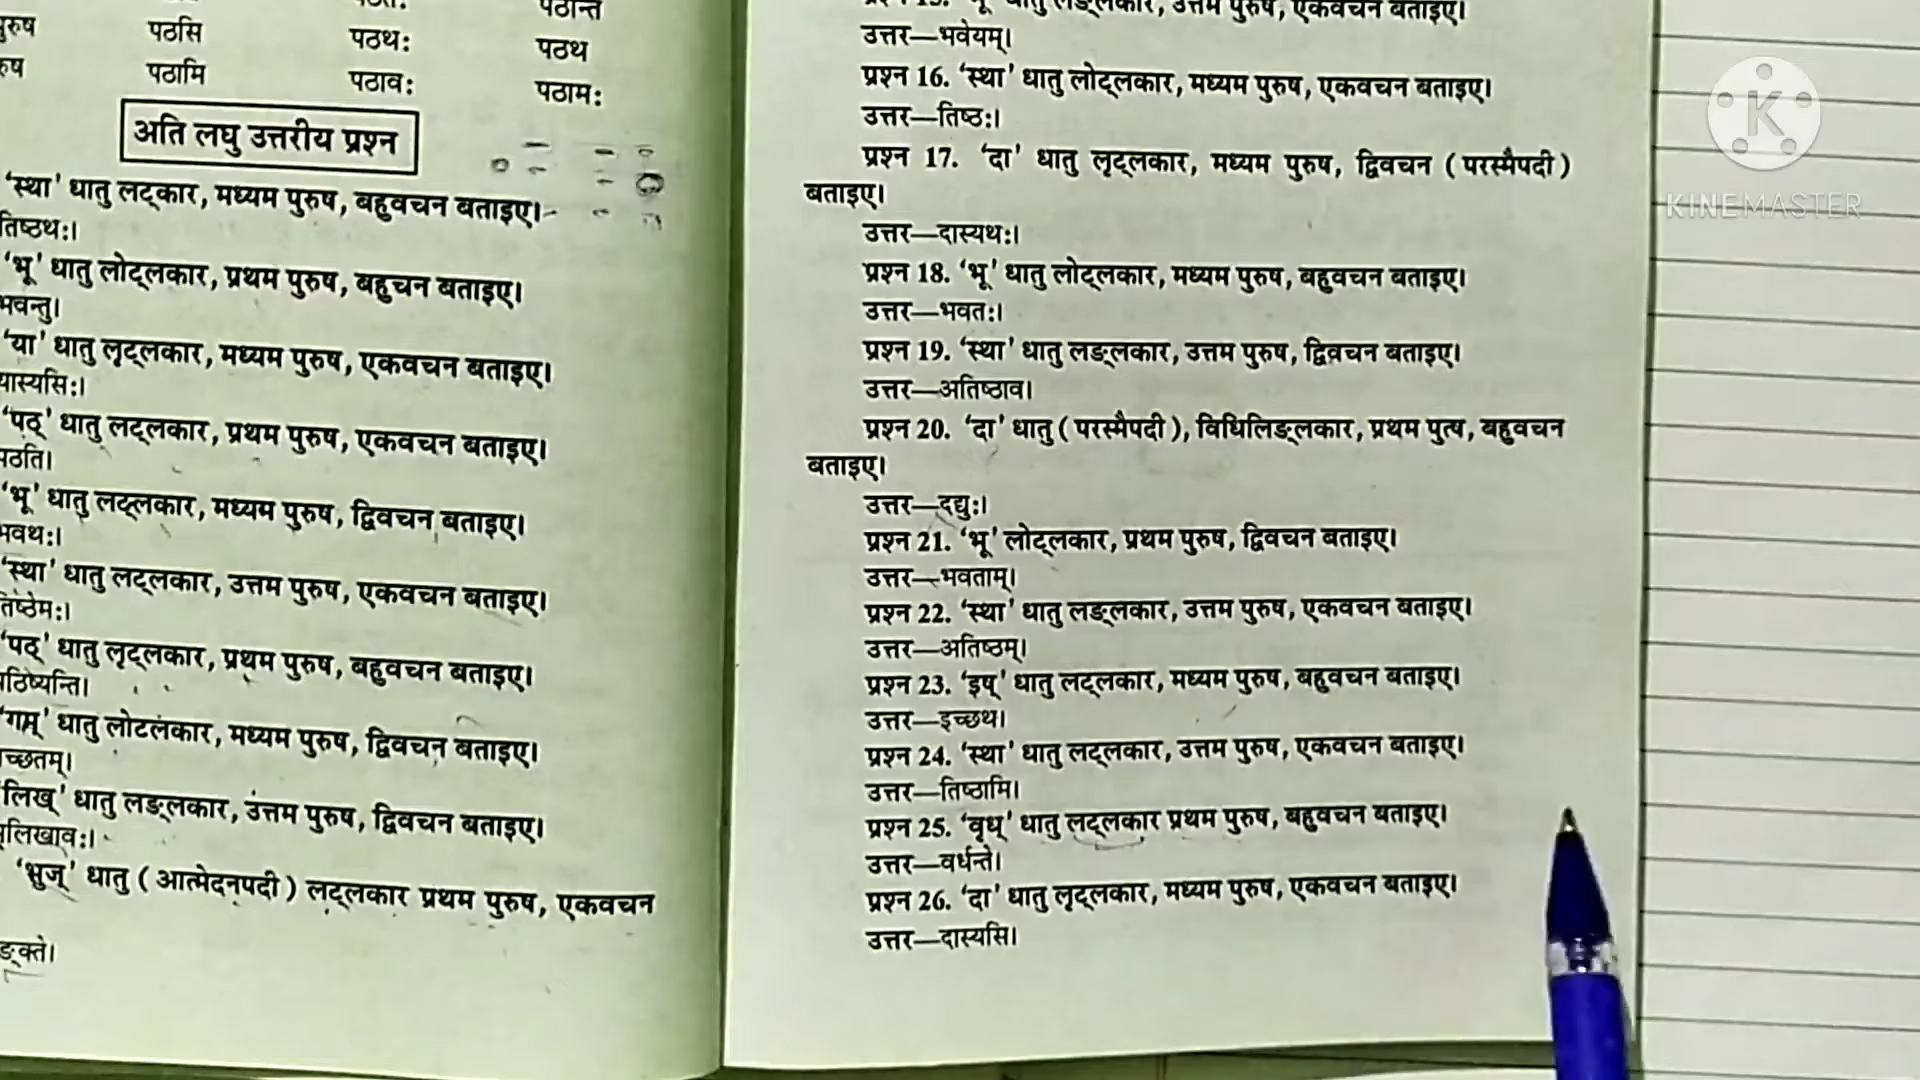 पठन्ति
पठसि पठथ: पठथ
पठामि पठाव: पठाम:
अति लघु उत्तरीय प्रश्न
'स्था' धातु लट्कार, मध्यम पुरुष, बहुवचन बताइए।
तिष्ठथ:।
'भू' धातु लोट्लकार, प्रथम पुरुष, बहुचन बताइए।
भवन्तु।
'या' धातु लृट्लकार, मध्यम पुरुष, एकवचन बताइए।
यास्यसि:।
'पठ्' धातु लट्लकार, प्रथम पुरुष, एकवचन बताइए।
पठति।
'भू' धातु लट्लकार, मध्यम पुरुष, द्विवचन बताइए।
भवथ:।
'स्था' धातु लट्लकार, उत्तम पुरुष, एकवचन बताइए।
तिष्ठेम:।
'पठ्' धातु लृट्लकार, प्रथम पुरुष, बहुवचन बताइए।
पठिष्यन्ति।
'गम्' धातु लोटलकार, मध्यम पुरुष, द्विवचन बताइए।
च्छतम्।
'लिख्' धातु लङ्लकार, उत्तम पुरुष, द्विवचन बताइए।
लिखाव:।
'भुज्' धातु ( आत्मेदनपदी ) लट्लकार प्रथम पुरुष, एकवचन
ङ्क्ते।
धातु लङ्लकार, उत्तम पुरुष, एकवचन बताइए।
उत्तर—भवेयम्।
प्रश्न 16. 'स्था' धातु लोट्लकार, मध्यम पुरुष, एकवचन बताइए।
उत्तर—तिष्ठ:।
प्रश्न 17. 'दा' धातु लृट्लकार, मध्यम पुरुष, द्विवचन ( परस्मैपदी )
बताइए।
उत्तर—दास्यथ:।
प्रश्न 18. 'भू' धातु लोट्लकार, मध्यम पुरुष, बहुवचन बताइए।
उत्तर—भवत:।
प्रश्न 19. 'स्था' धातु लङ्लकार, उत्तम पुरुष, द्विवचन बताइए।
उत्तर—अतिष्ठाव।
प्रश्न 20. 'दा' धातु ( परस्मैपदी ), विधिलिङ्लकार, प्रथम पुत्ष, बहुवचन
बताइए।
उत्तर—दद्यु:।
प्रश्न 21. 'भू' लोट्लकार, प्रथम पुरुष, द्विवचन बताइए।
उत्तर—भवताम्।
प्रश्न 22. 'स्था' धातु लङ्लकार, उत्तम पुरुष, एकवचन बताइए।
उत्तर—अतिष्ठम्।
प्रश्न 23. 'इष्' धातु लट्लकार, मध्यम पुरुष, बहुवचन बताइए।
उत्तर—इच्छथ।
प्रश्न 24. 'स्था' धातु लट्लकार, उत्तम पुरुष, एकवचन बताइए।
उत्तर—तिष्ठामि।
प्रश्न 25. 'वृध्' धातु लट्लकार प्रथम पुरुष, बहुवचन बताइए।
उत्तर—वर्धन्ते।
प्रश्न 26. 'दा' धातु लृट्लकार, मध्यम पुरुष, एकवचन बताइए।
उत्तर—दास्यसि।
K
KINEMASTER